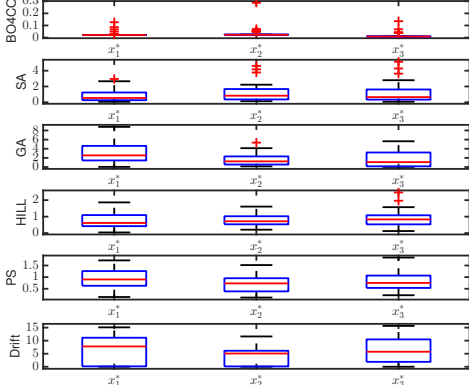 BO4CO
0.3
0.2
0.1
0
x₁* x₂* x₃*
SA
4
2
0
x₁* x₂* x₃*
GA
8
6
4
2
0
x₁* x₂* x₃*
HILL
2
1
0
x₁* x₂* x₃*
PS
1.5
1
0.5
x₁* x₂* x₃*
Drift
15
10
5
0
x₁* x₂* x₃*